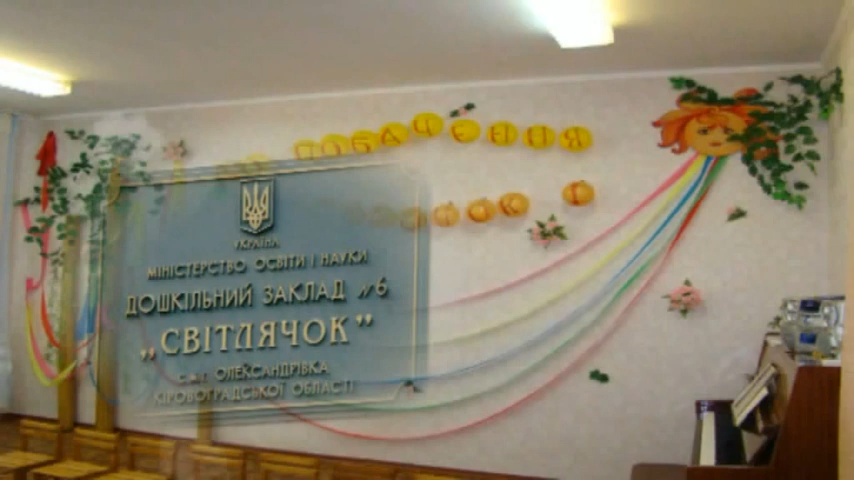 ПОБАЧЕННЯ
УКРАЇНА
МІНІСТЕРСТВО ОСВІТИ І НАУКИ
ДОШКІЛЬНИЙ ЗАКЛАД №6
„СВІТЛЯЧОК”
с.м.т. ОЛЕКСАНДРІВКА
КІРОВОГРАДСЬКОЇ ОБЛАСТІ